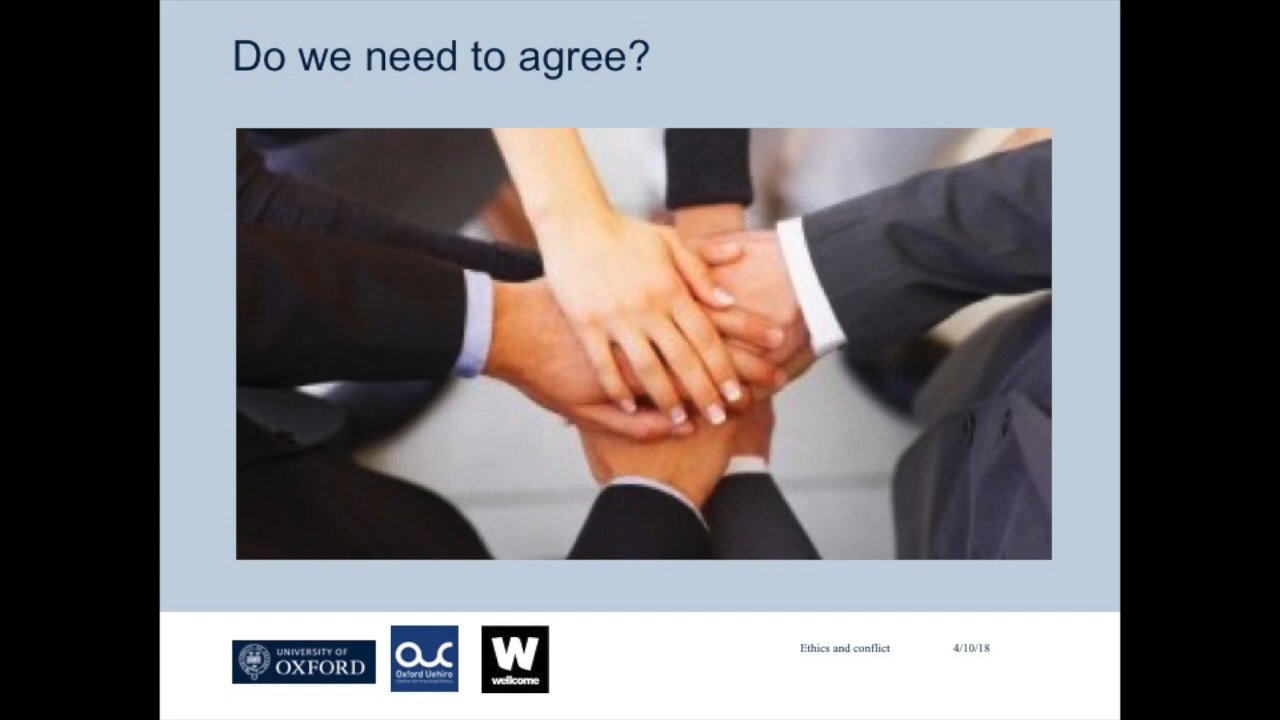 Do we need to agree?
UNIVERSITY OF
OXFORD
Oxford Uehiro
Centre for Practical Ethics
W
wellcome
Ethics and conflict
4/10/18